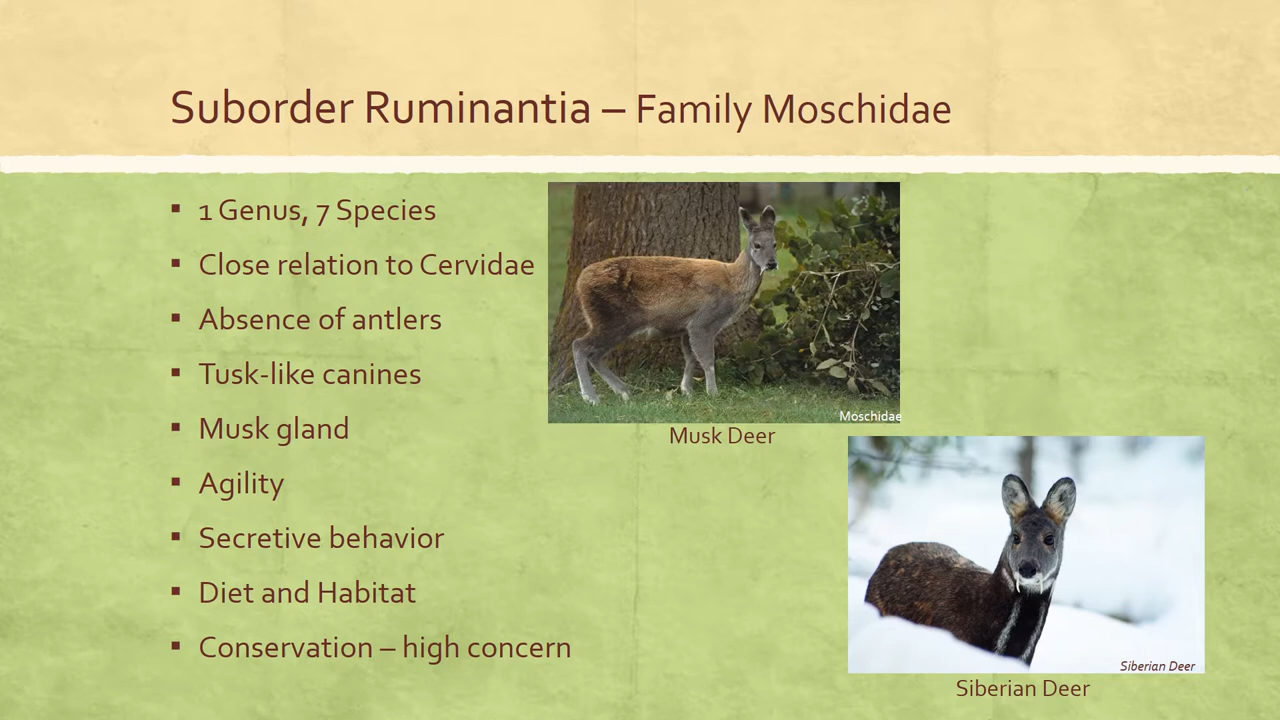 Suborder Ruminantia – Family Moschidae
▪ 1 Genus, 7 Species
▪ Close relation to Cervidae
▪ Absence of antlers
▪ Tusk-like canines
▪ Musk gland
▪ Agility
▪ Secretive behavior
▪ Diet and Habitat
▪ Conservation – high concern
Moschidae
Musk Deer
Siberian Deer
Siberian Deer